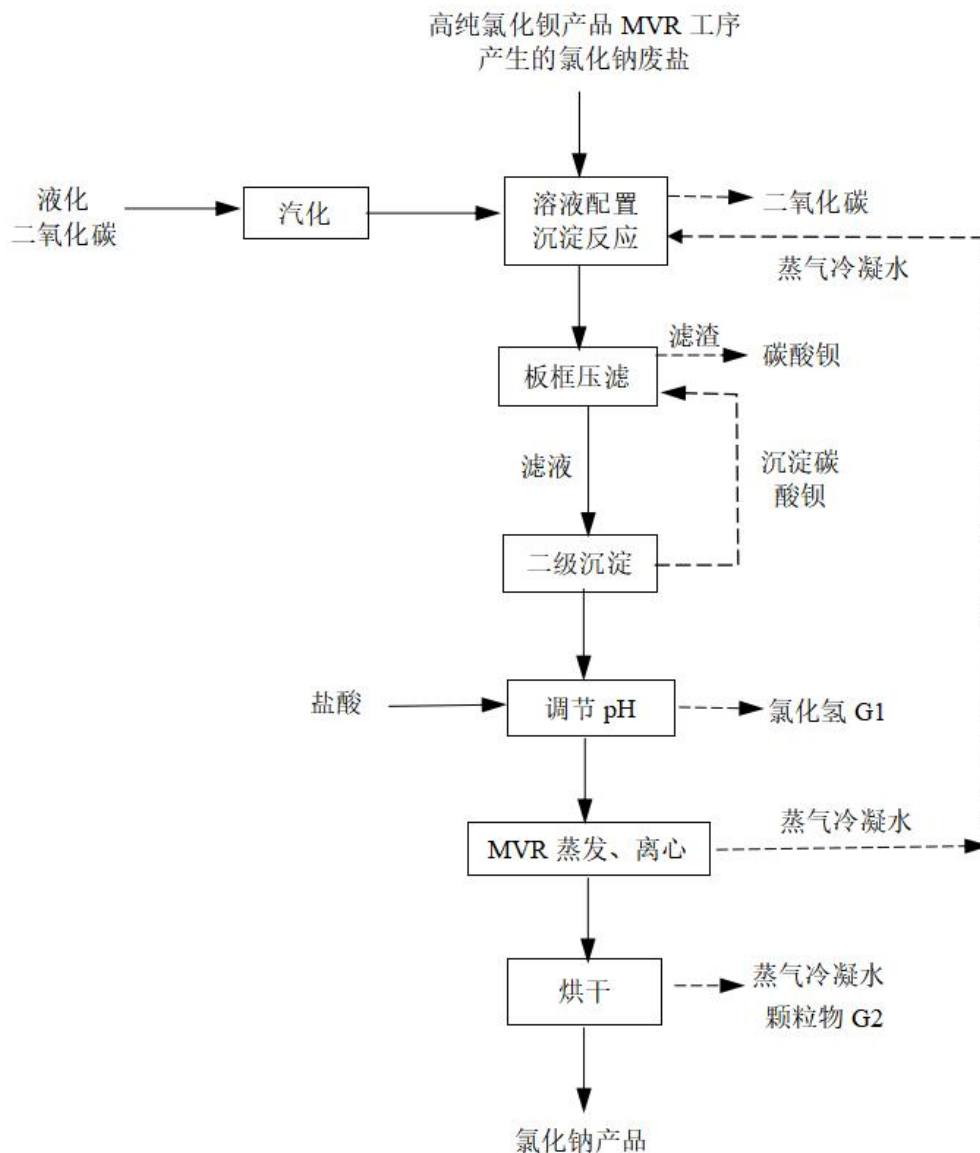 高纯氯化钡产品 MVR 工序
产生的氯化钠废盐
液化
二氧化碳
汽化
溶液配置
沉淀反应
二氧化碳
蒸气冷凝水
板框压滤
滤渣
碳酸钡
滤液
沉淀碳
酸钡
二级沉淀
盐酸
调节 pH
氯化氢 G1
MVR 蒸发、离心
蒸气冷凝水
烘干
蒸气冷凝水
颗粒物 G2
氯化钠产品